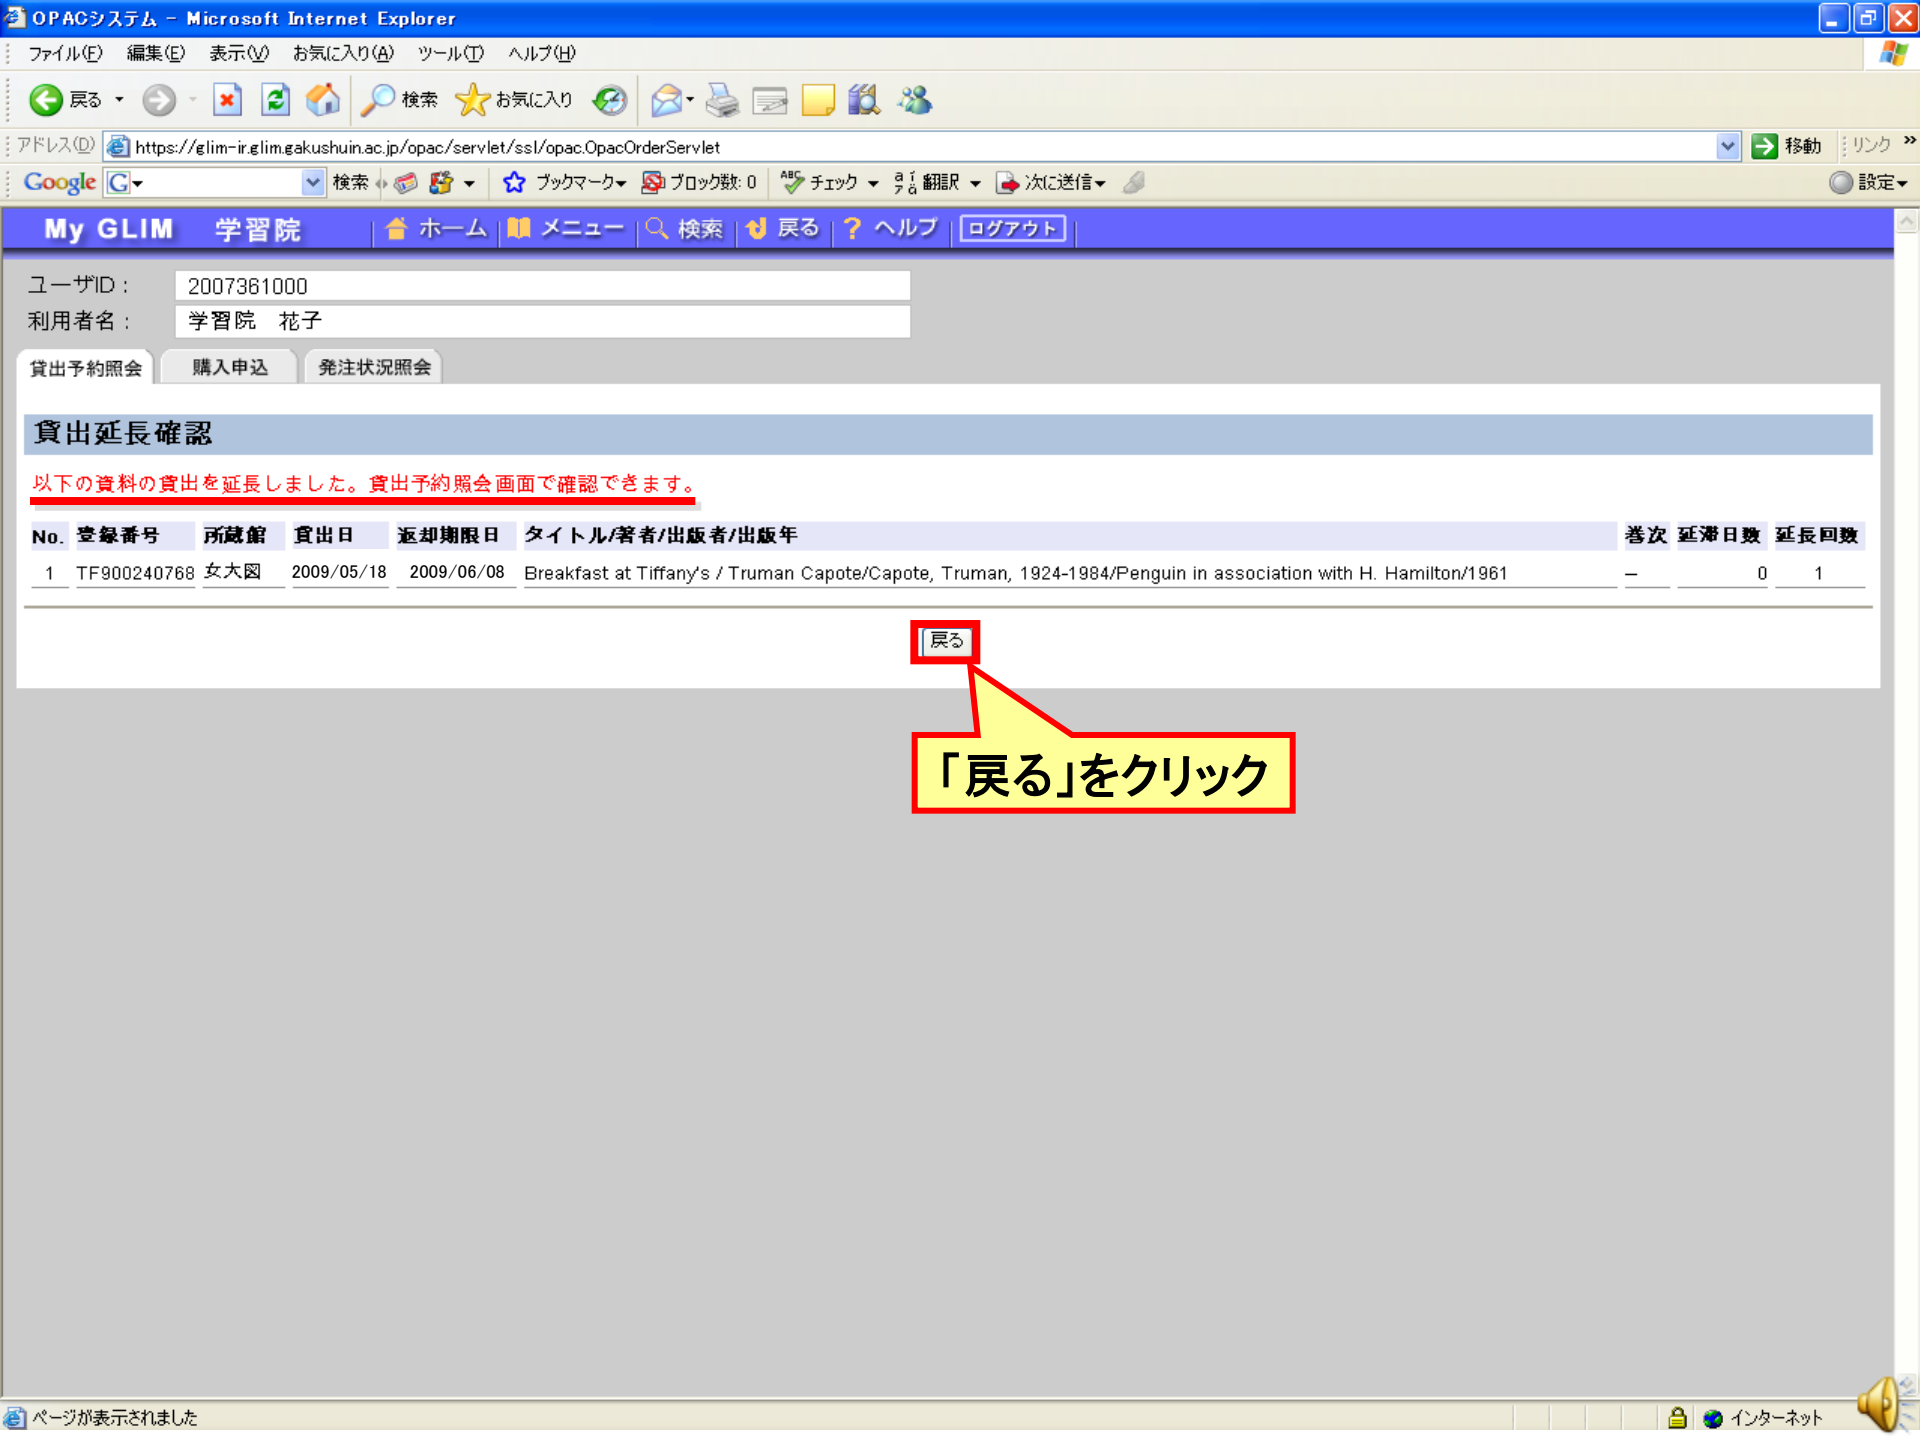 OPACシステム - Microsoft Internet Explorer
ファイル(F) 編集(E) 表示(V) お気に入り(A) ツール(T) ヘルプ(H)
戻る 検索 お気に入り
アドレス(D) https://glim-ir.glim.gakushuin.ac.jp/opac/servlet/ssl/opac.OpacOrderServlet 移動 リンク »
Google G 検索 ブックマーク ブロック数: 0 ABC チェック 翻訳 次に送信 設定
My GLIM 学習院 ホーム メニュー 検索 戻る ? ヘルプ ログアウト
ユーザID: 2007361000
利用者名: 学習院 花子
貸出予約照会 購入申込 発注状況照会
貸出延長確認
以下の資料の貸出を延長しました。貸出予約照会画面で確認できます。
No. 登録番号 所蔵館 貸出日 返却期限日 タイトル/著者/出版者/出版年 巻次 延滞日数 延長回数
1 TF900240768 女大図 2009/05/18 2009/06/08 Breakfast at Tiffany's / Truman Capote/Capote, Truman, 1924-1984/Penguin in association with H. Hamilton/1961 — 0 1
戻る
「戻る」をクリック
ページが表示されました インターネット